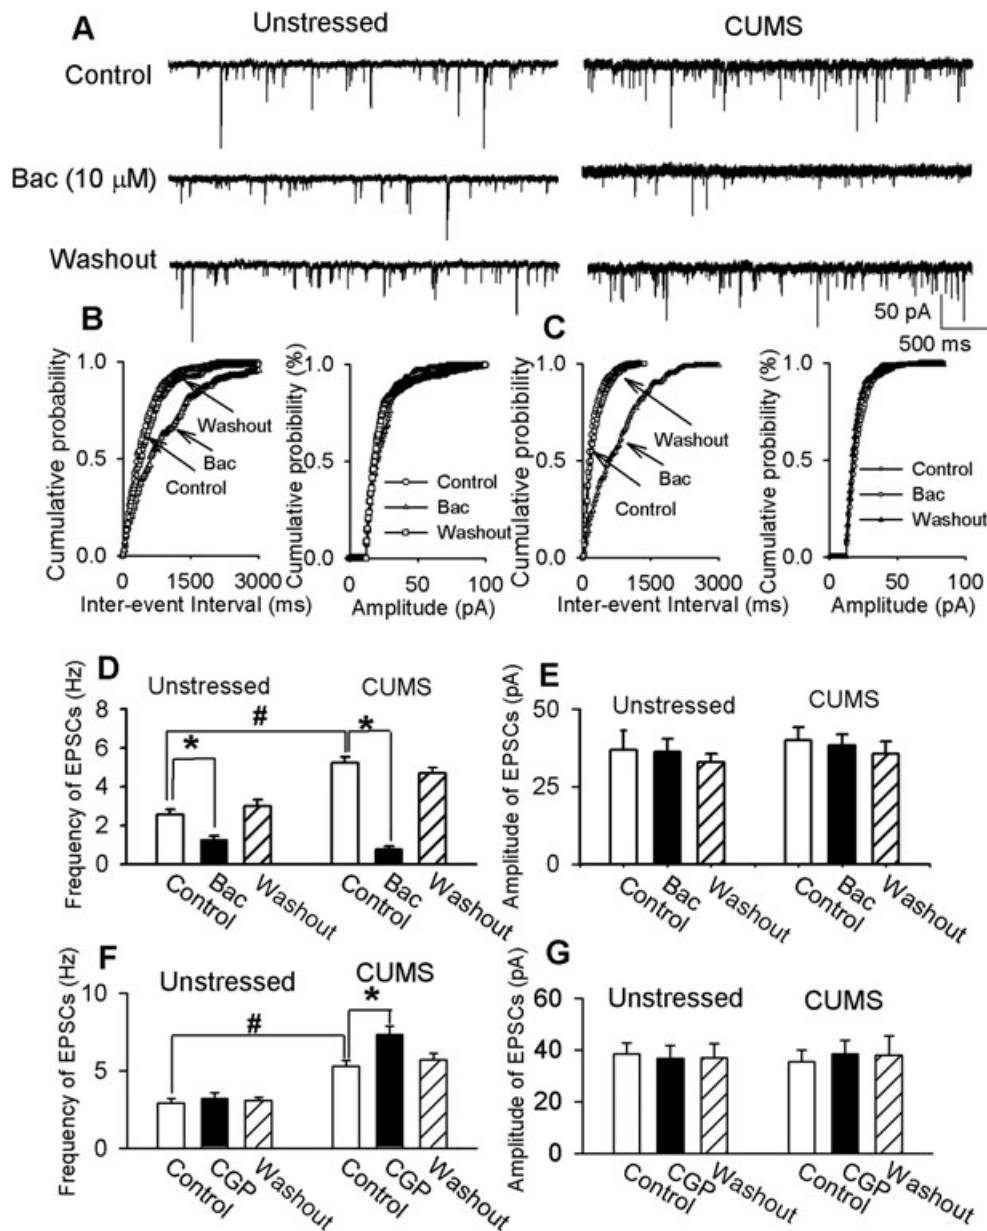 A
Unstressed
CUMS
Control
Bac (10 μM)
Washout
50 pA
500 ms
B
Cumulative probability
1.0
0.5
0.0
Washout
Bac
Control
0
1500
3000
Inter-event Interval (ms)
Cumulative probibility (%)
1.0
0.5
0.0
Control
Bac
Washout
0
50
100
Amplitude (pA)
C
Cumulative probibility
1.0
0.5
0.0
Washout
Bac
Control
0
1500
3000
Inter-event Interval (ms)
Cumulative probibility (%)
1.0
0.5
0.0
Control
Bac
Washout
0
50
100
Amplitude (pA)
D
Frequency of EPSCs (Hz)
Unstressed
CUMS
8
6
4
2
0
#
*
*
Control
Bac
Washout
Control
Bac
Washout
E
Amplitude of EPSCs (pA)
Unstressed
CUMS
50
25
0
Control
Bac
Washout
Control
Bac
Washout
F
Frequency of EPSCs (Hz)
Unstressed
CUMS
10
5
0
#
*
Control
CGP
Washout
Control
CGP
Washout
G
Amplitude of EPSCs (pA)
Unstressed
CUMS
60
40
20
0
Control
CGP
Washout
Control
CGP
Washout